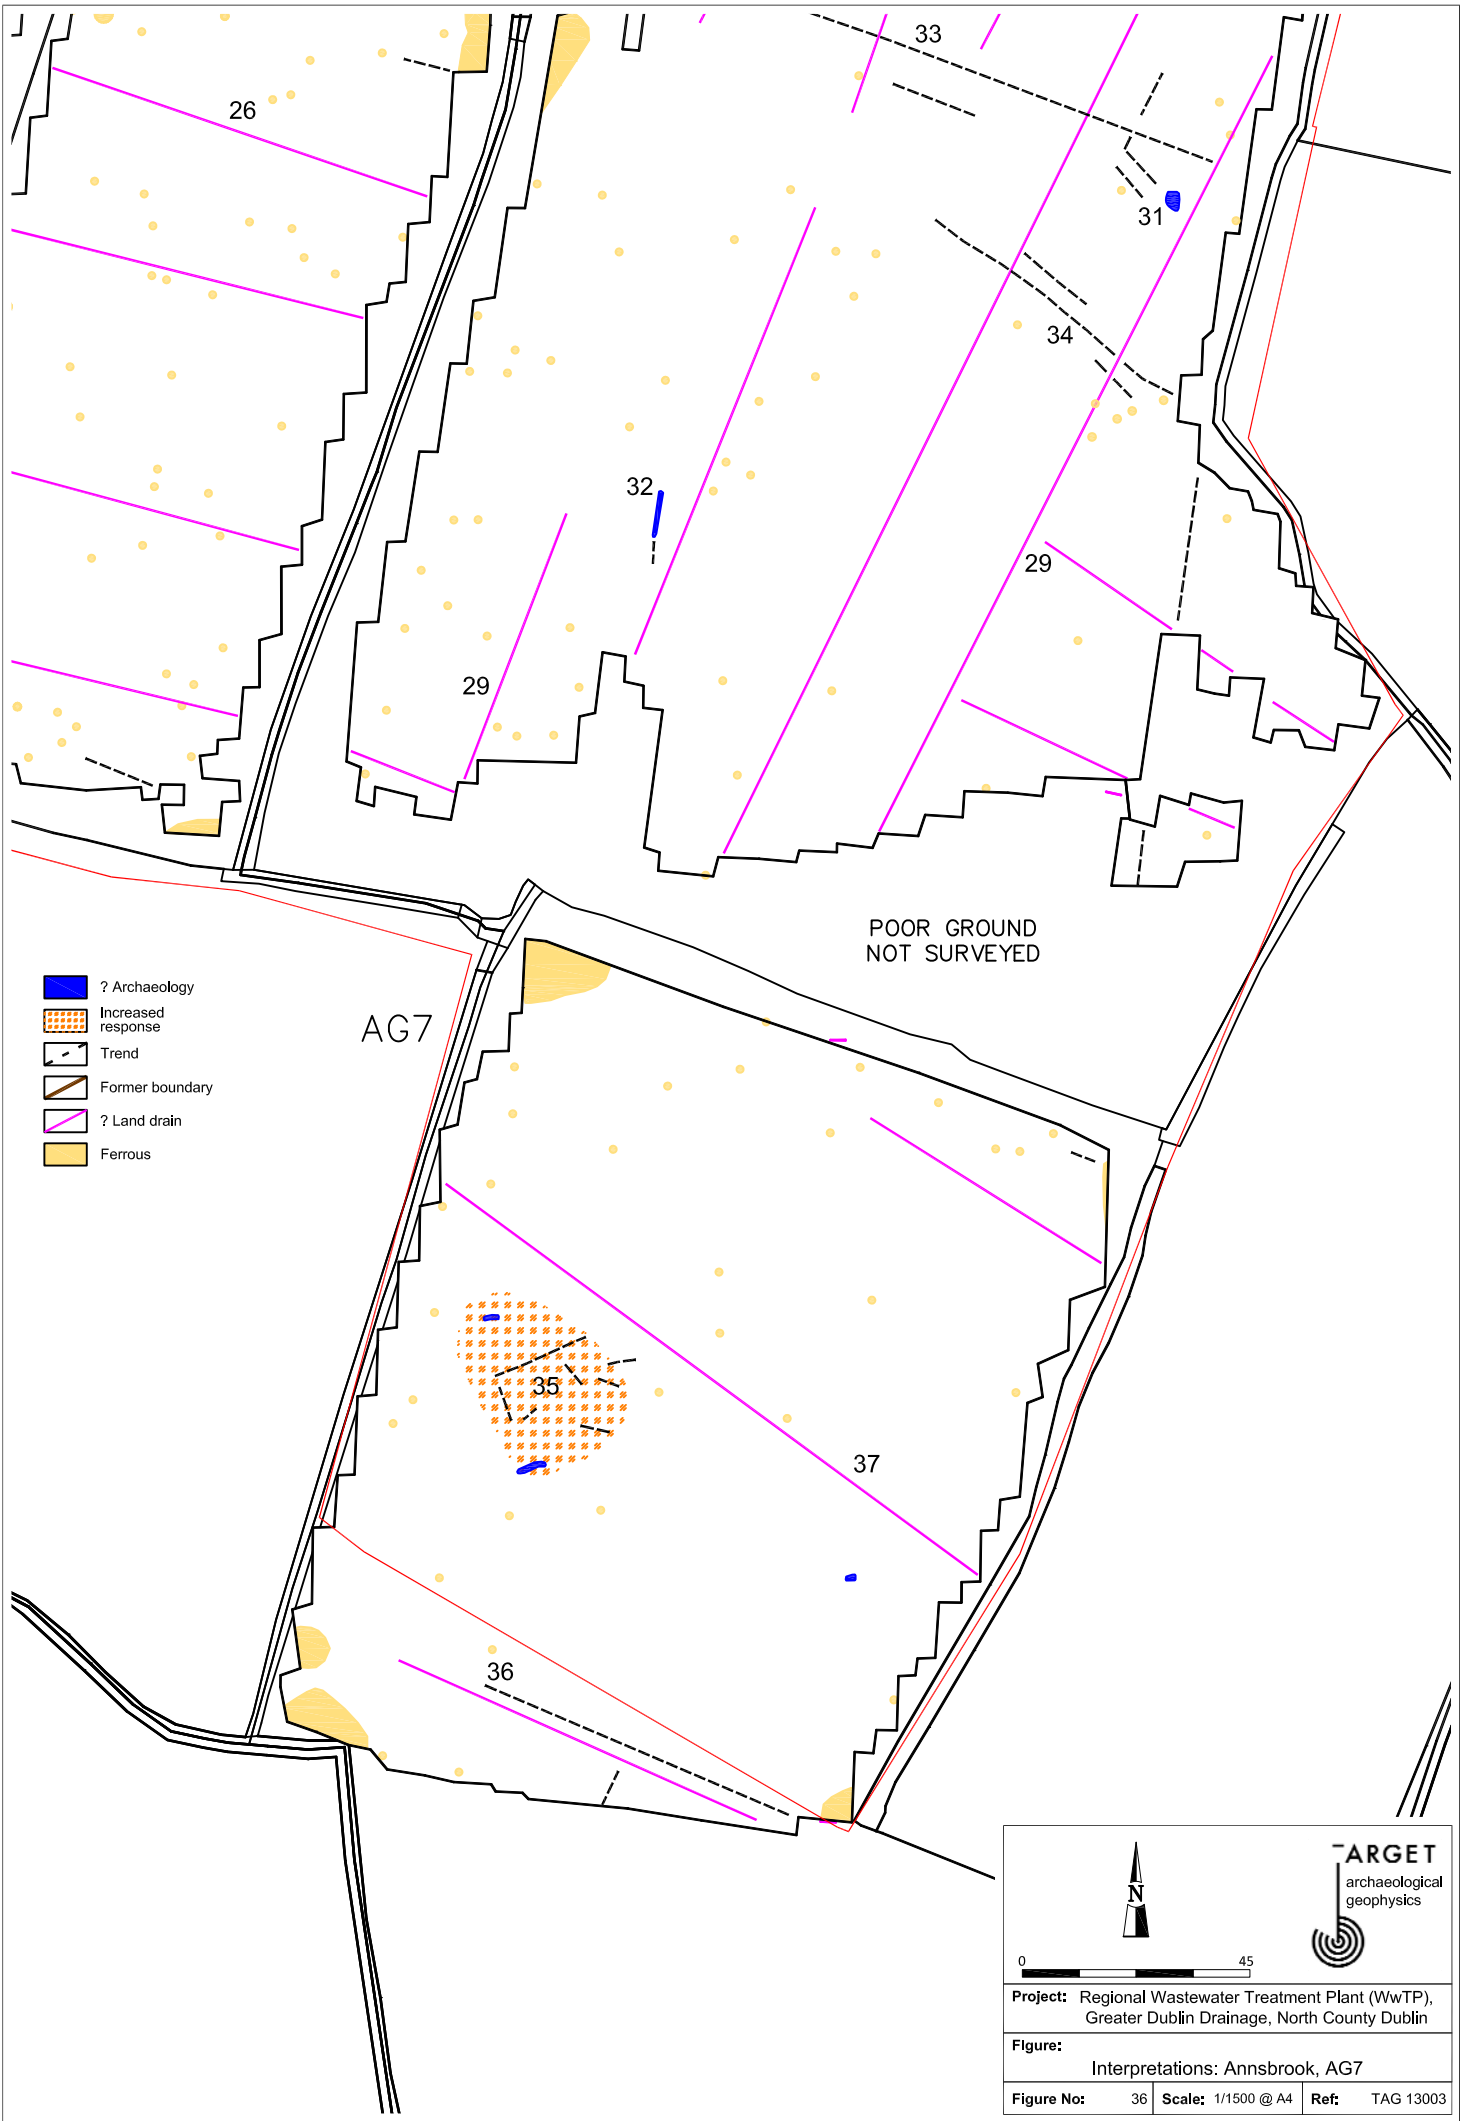 33
26
31
34
32
29
29
POOR GROUND
NOT SURVEYED
? Archaeology
Increased
response
Trend
Former boundary
? Land drain
Ferrous
AG7
35
37
36
N
0 45
TARGET
archaeological
geophysics
Project: Regional Wastewater Treatment Plant (WwTP),
Greater Dublin Drainage, North County Dublin
Figure:
Interpretations: Annsbrook, AG7
Figure No: 36 Scale: 1/1500 @ A4 Ref: TAG 13003